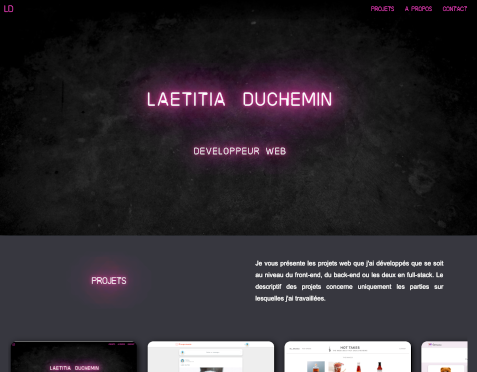 LD
PROJETS A PROPOS CONTACT
LAETITIA DUCHEMIN
DEVELOPPEUR WEB
PROJETS
Je vous présente les projets web que j'ai développés que se soit
au niveau du front-end, du back-end ou les deux en full-stack. Le
descriptif des projets concerne uniquement les parties sur
lesquelles j'ai travaillées.
LAETITIA DUCHEMIN
HOT TAKES